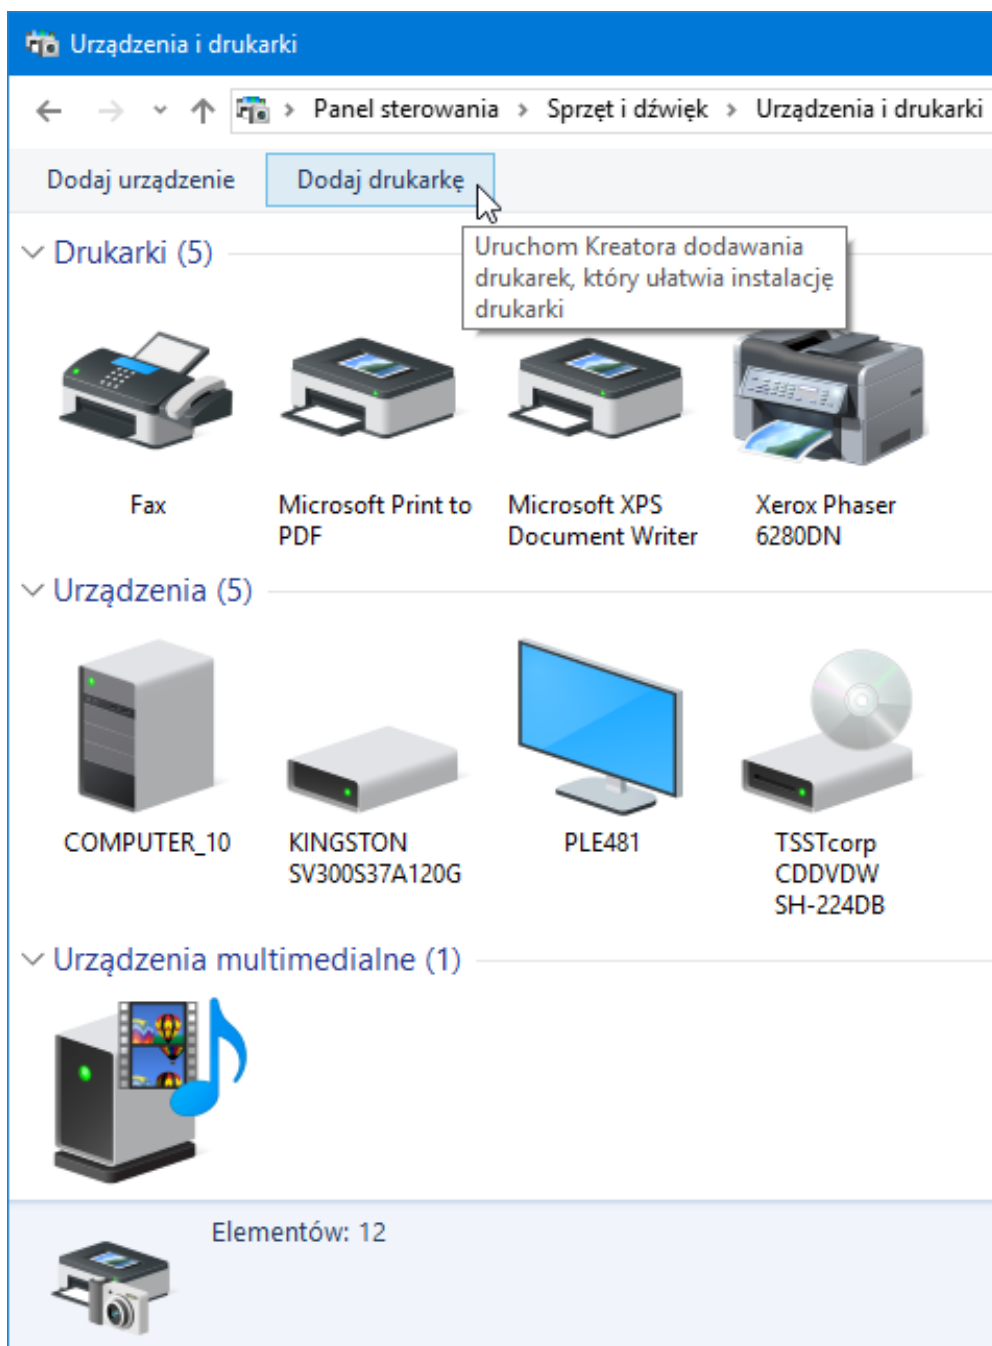 Urządzenia i drukarki
Panel sterowania > Sprzęt i dźwięk > Urządzenia i drukarki
Dodaj urządzenie Dodaj drukarkę
Uruchom Kreatora dodawania
drukarek, który ułatwia instalację
drukarki
Drukarki (5)
Fax
Microsoft Print to
PDF
Microsoft XPS
Document Writer
Xerox Phaser
6280DN
Urządzenia (5)
COMPUTER_10
KINGSTON
SV300S37A120G
PLE481
TSSTcorp
CDDVDW
SH-224DB
Urządzenia multimedialne (1)
Elementów: 12